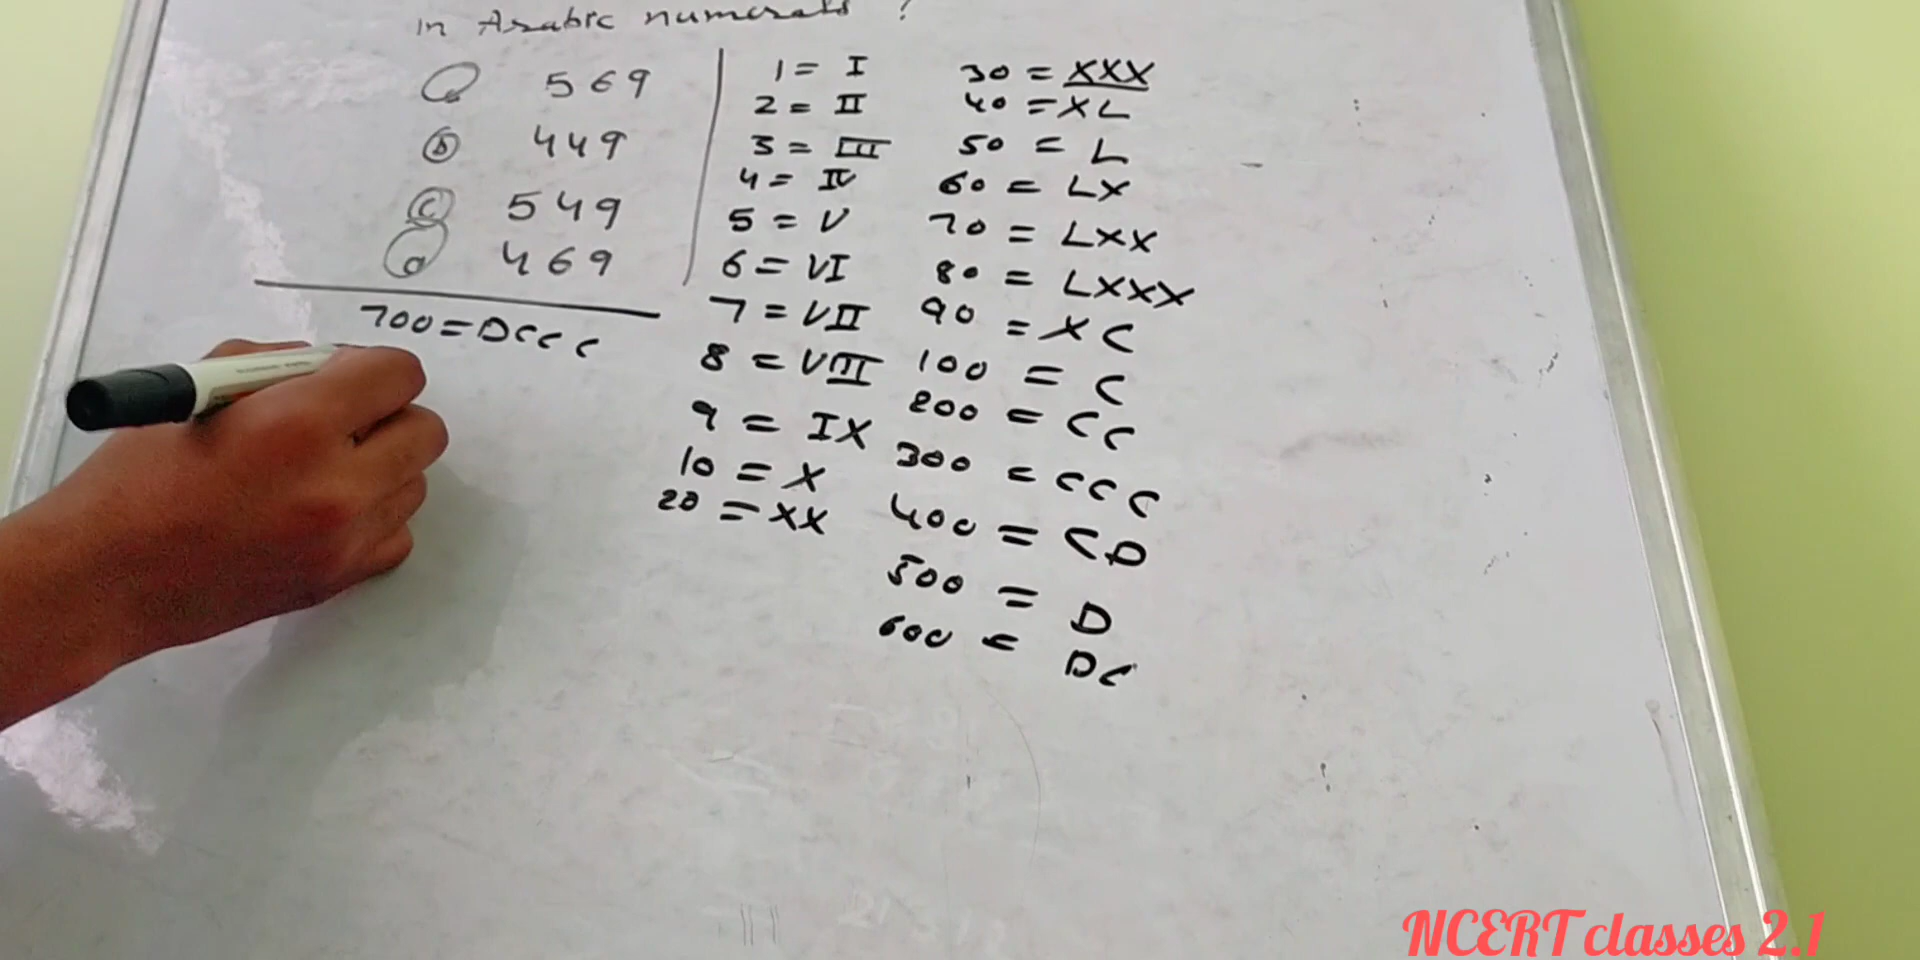 in Arabic numerals ?
569
ⓑ 449
ⓒ 549
ⓓ 469
700 = DCCC
1 = I
2 = II
3 = III
4 = IV
5 = V
6 = VI
7 = VII
8 = VIII
9 = IX
10 = X
20 = XX
30 = XXX
40 = XL
50 = L
60 = LX
70 = LXX
80 = LXXX
90 = XC
100 = C
200 = CC
300 = CCC
400 = CD
500 = D
600 = DC
NCERT classes 2.1